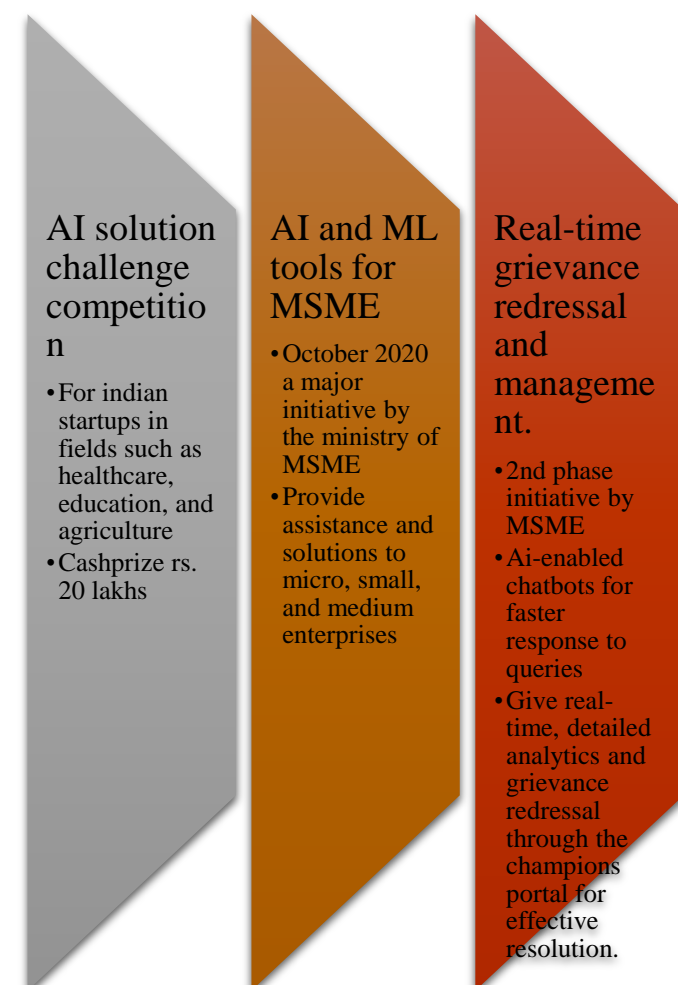 AI solution
challenge
competitio
n
•For indian
startups in
fields such as
healthcare,
education, and
agriculture
•Cashprize rs.
20 lakhs
AI and ML
tools for
MSME
•October 2020
a major
initiative by
the ministry of
MSME
•Provide
assistance and
solutions to
micro, small,
and medium
enterprises
Real-time
grievance
redressal
and
manageme
nt.
•2nd phase
initiative by
MSME
•Ai-enabled
chatbots for
faster
response to
queries
•Give real-
time, detailed
analytics and
grievance
redressal
through the
champions
portal for
effective
resolution.